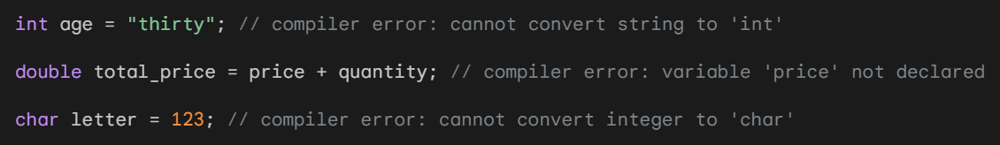 int age = "thirty"; // compiler error: cannot convert string to 'int'
double total_price = price + quantity; // compiler error: variable 'price' not declared
char letter = 123; // compiler error: cannot convert integer to 'char'